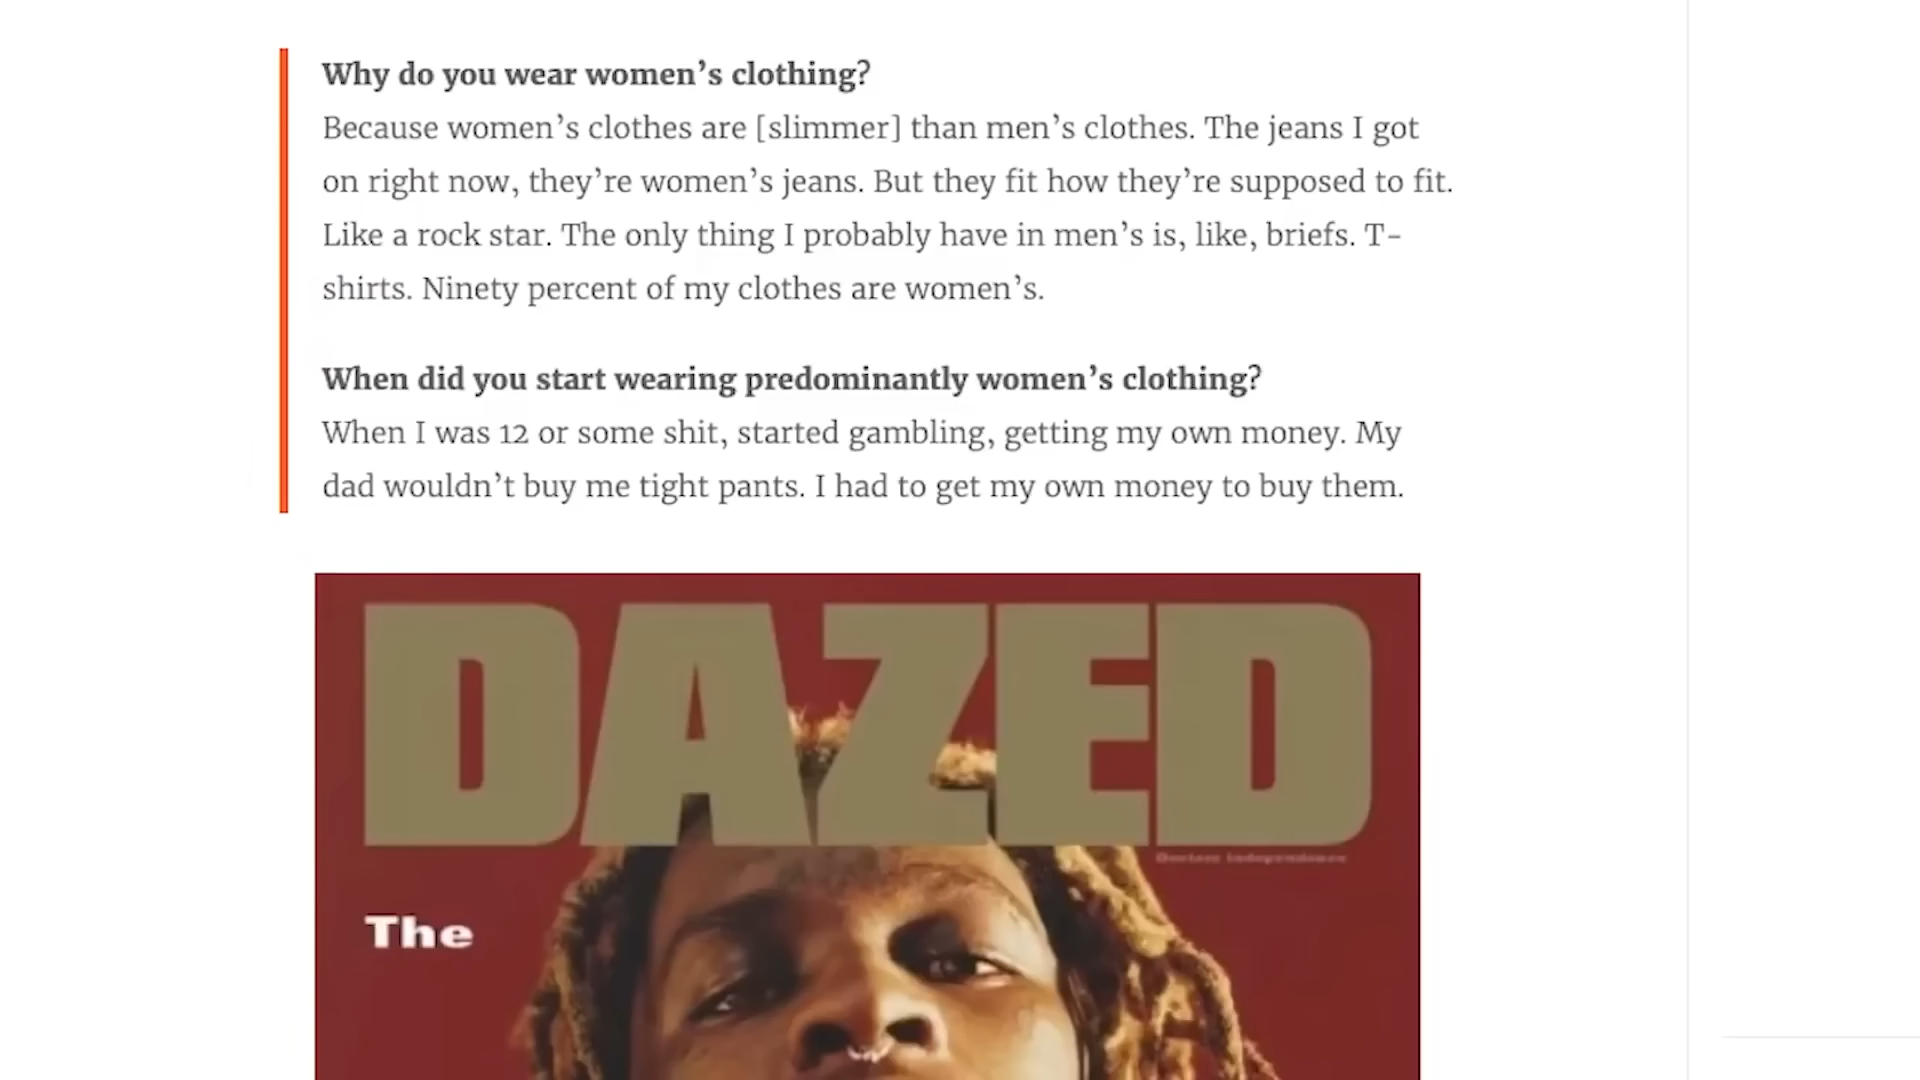 Why do you wear women’s clothing?
Because women’s clothes are [slimmer] than men’s clothes. The jeans I got
on right now, they’re women’s jeans. But they fit how they’re supposed to fit.
Like a rock star. The only thing I probably have in men’s is, like, briefs. T-
shirts. Ninety percent of my clothes are women’s.
When did you start wearing predominantly women’s clothing?
When I was 12 or some shit, started gambling, getting my own money. My
dad wouldn’t buy me tight pants. I had to get my own money to buy them.
DAZED
The